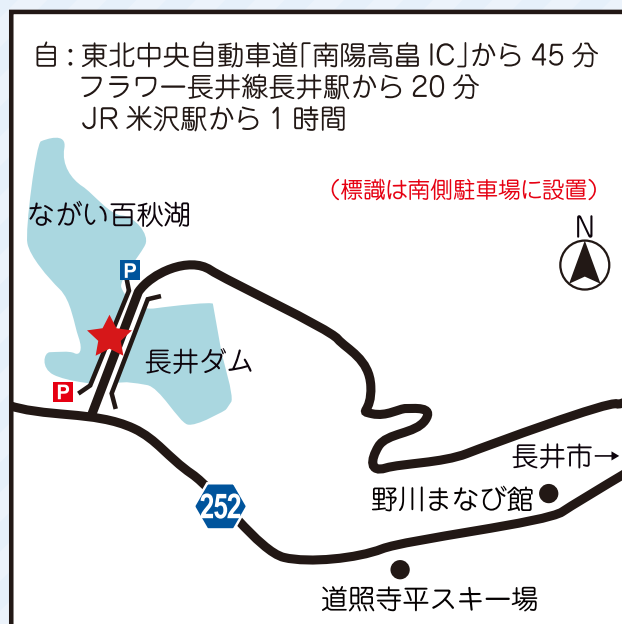 自：東北中央自動車道「南陽高畠IC」から 45 分
フラワー長井線長井駅から 20 分
JR 米沢駅から 1 時間
（標識は南側駐車場に設置）
ながい百秋湖
N
P
長井ダム
P
長井市→
野川まなび館
252
道照寺平スキー場